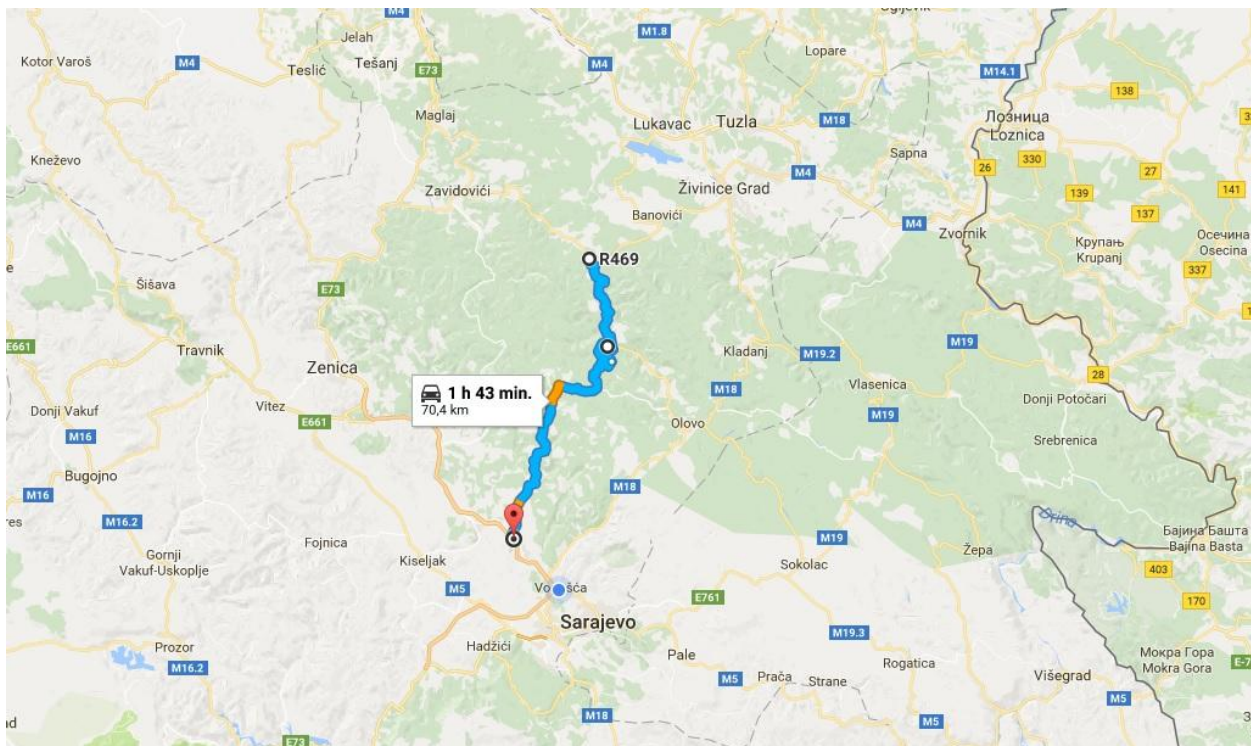 Ugljevik
Kotor Varoš
M4
Jelah
Teslić
Tešanj
E73
M1.8
M4
Lopare
M14.1
138
Maglaj
Lukavac
Tuzla
M18
Лозница
Loznica
Kneževo
Sapna
26
330
27
139
141
Zavidovići
Živinice Grad
M4
137
Banovići
M4
Zvornik
Крупањ
Krupanj
Осечина
Osecina
R469
337
Šišava
E73
E661
Travnik
Zenica
Kladanj
M19.2
M19
28
1 h 43 min.
70,4 km
M18
Vlasenica
Donji Vakuf
Vitez
E661
M19
Donji Potočari
M16
Olovo
Srebrenica
Bugojno
M16
M18
M16.2
Drina
res
Fojnica
Kiseljak
M19
Žepa
Бајина Башта
Bajina Basta
Gornji
Vakuf-Uskoplje
Sokolac
403
M5
E761
170
Sarajevo
M19.3
Hadžići
Prozor
M16.2
Pale
Rogatica
Мокра Гора
Mokra Gora
E-7
M5
Prača
Strane
Višegrad
M5
M18
M5
ad
E73